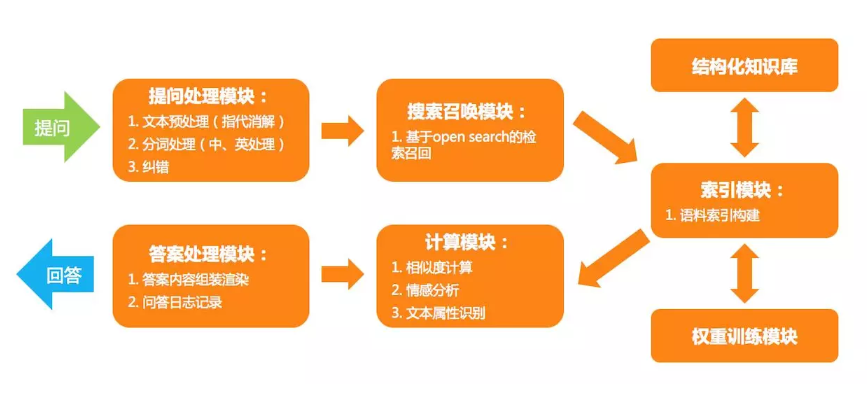 提问
提问处理模块：
1. 文本预处理（指代消解）
2. 分词处理（中、英处理）
3. 纠错
搜索召唤模块：
1. 基于open search的检
索召回
结构化知识库
索引模块：
1. 语料索引构建
权重训练模块
计算模块：
1. 相似度计算
2. 情感分析
3. 文本属性识别
答案处理模块：
1. 答案内容组装渲染
2. 问答日志记录
回答